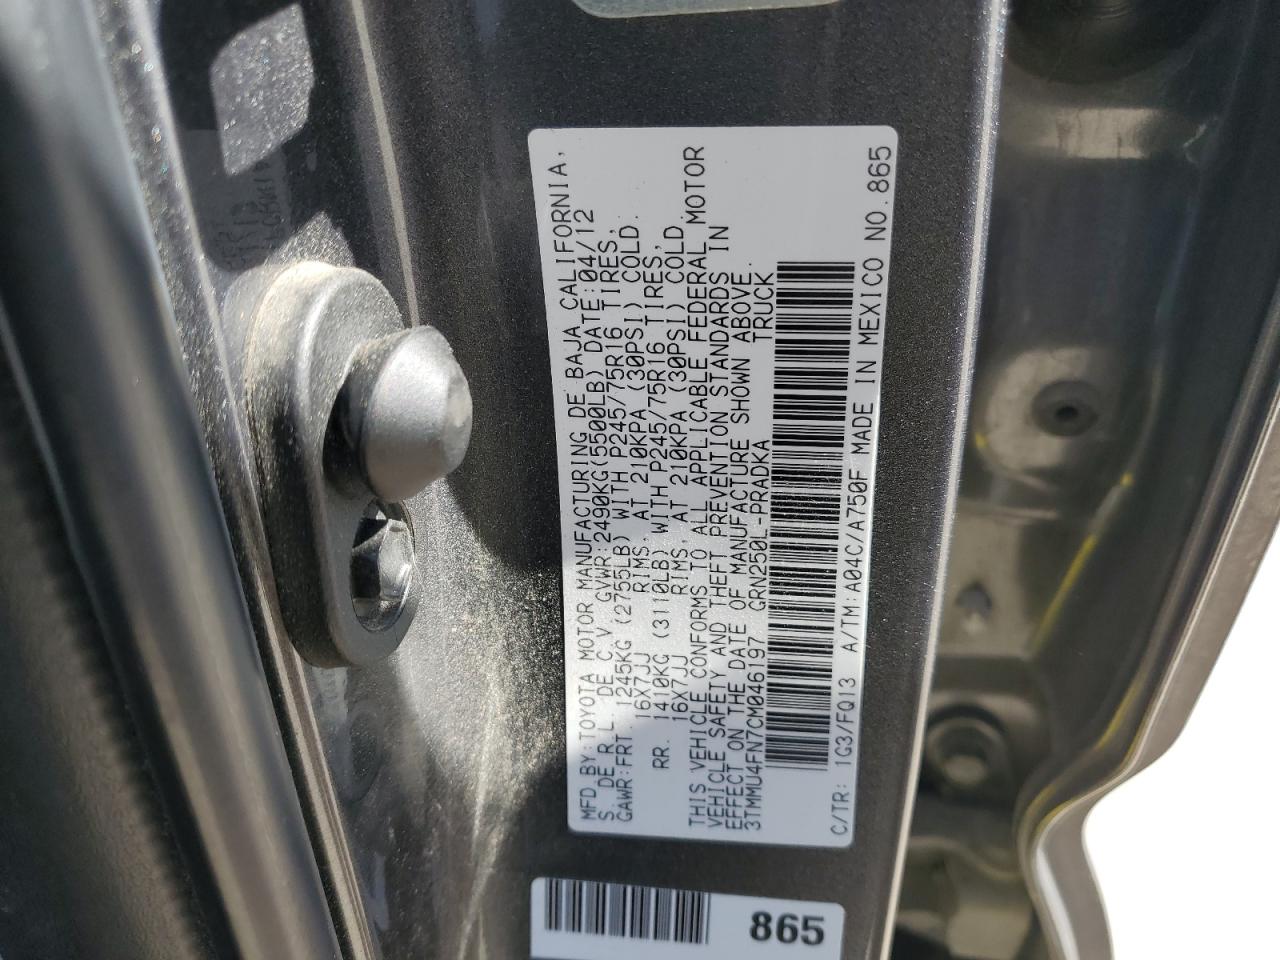 MFD BY:TOYOTA MOTOR MANUFACTURING DE BAJA CALIFORNIA,
S. DE R.L. DE C.V. GVWR:2490KG(5500LB) DATE:04/12
GAWR:FRT. 1245KG (2755LB) WITH P245/75R16 TIRES,
16X7JJ RIMS, AT 210KPA (30PSI) COLD.
RR. 1410KG (3110LB) WITH P245/75R16 TIRES,
16X7JJ RIMS, AT 210KPA (30PSI) COLD.
THIS VEHICLE CONFORMS TO ALL APPLICABLE FEDERAL MOTOR
VEHICLE SAFETY AND THEFT PREVENTION STANDARDS IN
EFFECT ON THE DATE OF MANUFACTURE SHOWN ABOVE.
3TMMU4FN7CM046197 GRN250L-PRADKA TRUCK
C/TR: 1G3/FQ13 A/TM:A04C/A750F MADE IN MEXICO NO.865
865